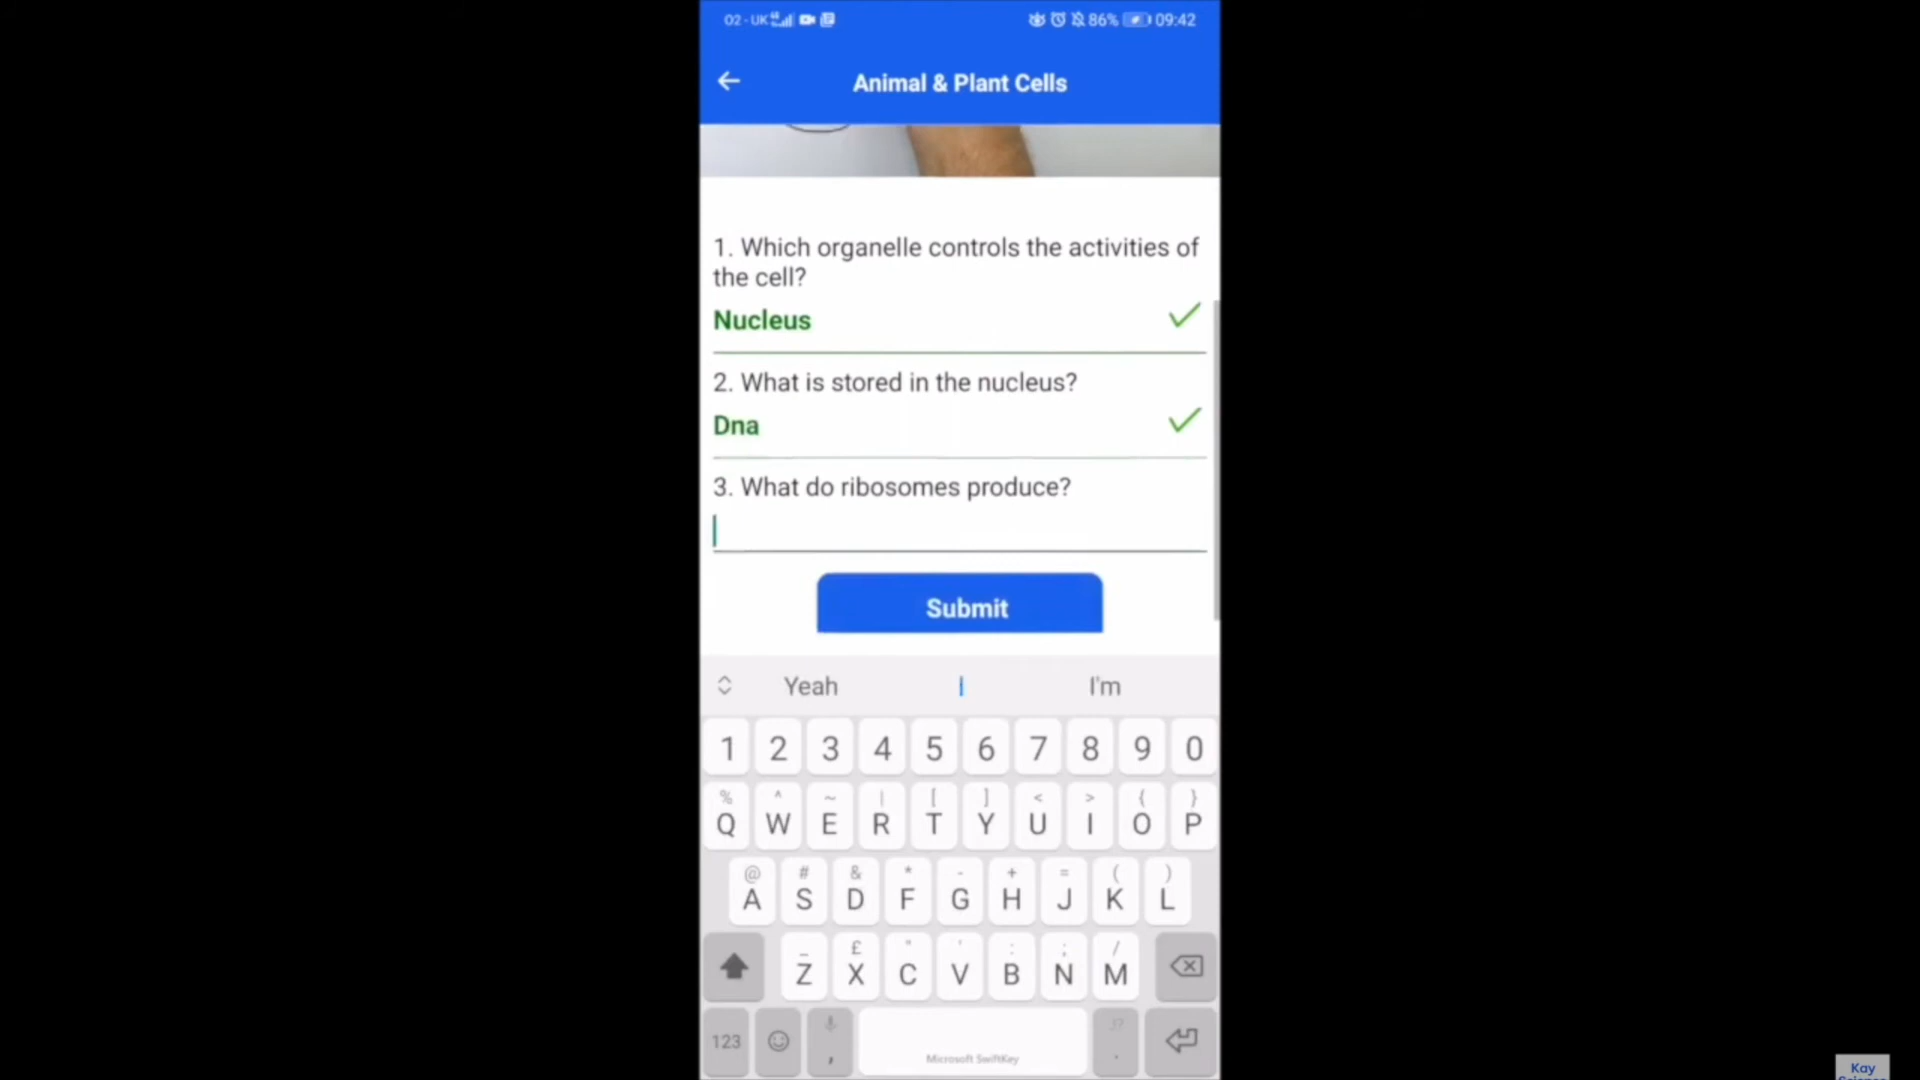 O2 - UK 86% 09:42
Animal & Plant Cells
1. Which organelle controls the activities of
the cell?
Nucleus
2. What is stored in the nucleus?
Dna
3. What do ribosomes produce?
Submit
Yeah I I'm
1 2 3 4 5 6 7 8 9 0
% ^ ~ | [ ] < > { }
Q W E R T Y U I O P
@ # & * - + = ( )
A S D F G H J K L
_ £ " ' : ; /
Z X C V B N M
123 , .
Microsoft SwiftKey
Kay